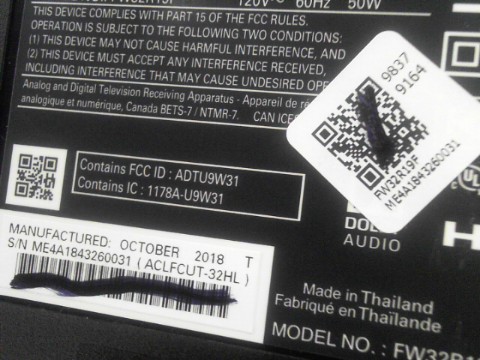 120V 60Hz 50W
THIS DEVICE COMPLIES WITH PART 15 OF THE FCC RULES.
OPERATION IS SUBJECT TO THE FOLLOWING TWO CONDITIONS:
(1) THIS DEVICE MAY NOT CAUSE HARMFUL INTERFERENCE, AND
(2) THIS DEVICE MUST ACCEPT ANY INTERFERENCE RECEIVED,
INCLUDING INTERFERENCE THAT MAY CAUSE UNDESIRED
Analog and Digital Television Receiving Apparatus - Appareil de
analogique et numérique, Canada BETS-7 / NTMR-7. CAN
9837
9164
RV32R19F
ME4A1843260031
Contains FCC ID : ADTU9W31
Contains IC : 1178A-U9W31
AUDIO
MANUFACTURED: OCTOBER 2018 T
S/N ME4A1843260031 ( ACLFCUT-32HL )
Made in Thailand
Fabriqué en Thaïlande
MODEL NO. :